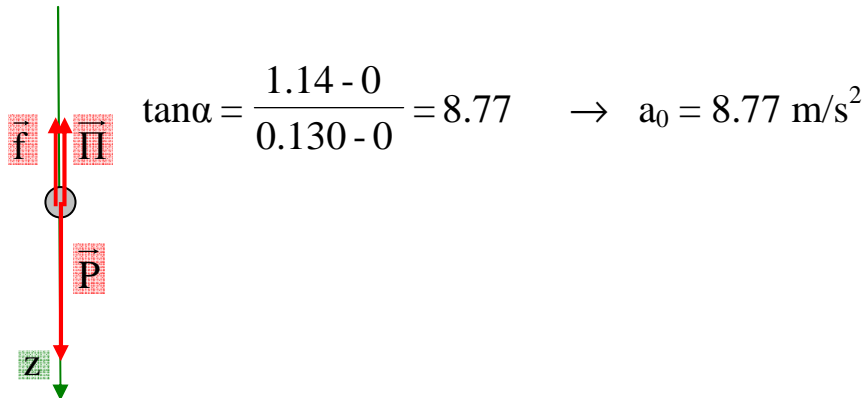 tanα = (1.14 - 0) / (0.130 - 0) = 8.77 → a₀ = 8.77 m/s²
f⃗ Π⃗
P⃗
z